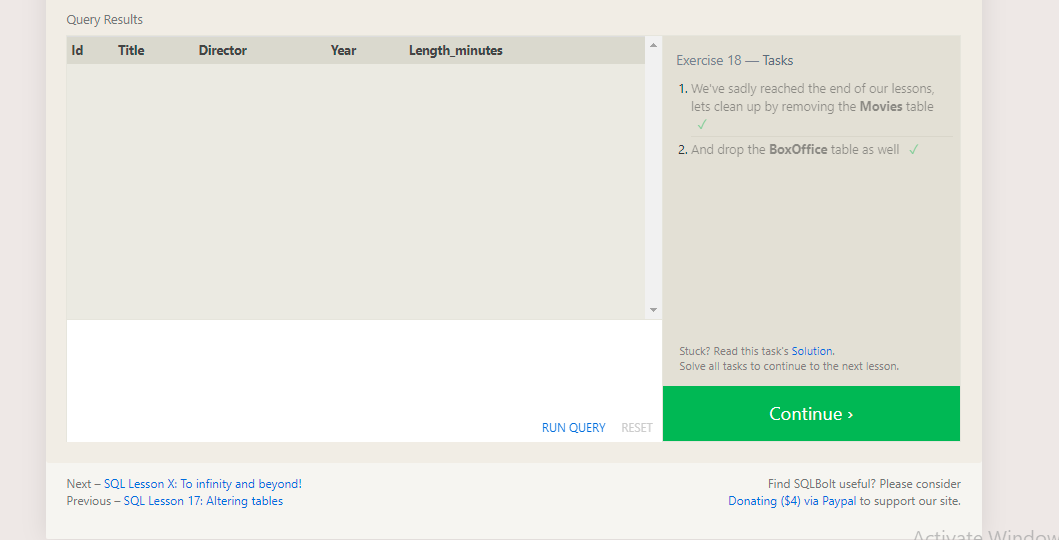 Query Results
Id Title Director Year Length_minutes
Exercise 18 — Tasks
1. We've sadly reached the end of our lessons,
lets clean up by removing the Movies table
✓
2. And drop the BoxOffice table as well ✓
Stuck? Read this task's Solution.
Solve all tasks to continue to the next lesson.
RUN QUERY RESET
Continue ›
Next – SQL Lesson X: To infinity and beyond!
Previous – SQL Lesson 17: Altering tables
Find SQLBolt useful? Please consider
Donating ($4) via Paypal to support our site.
Activate Window